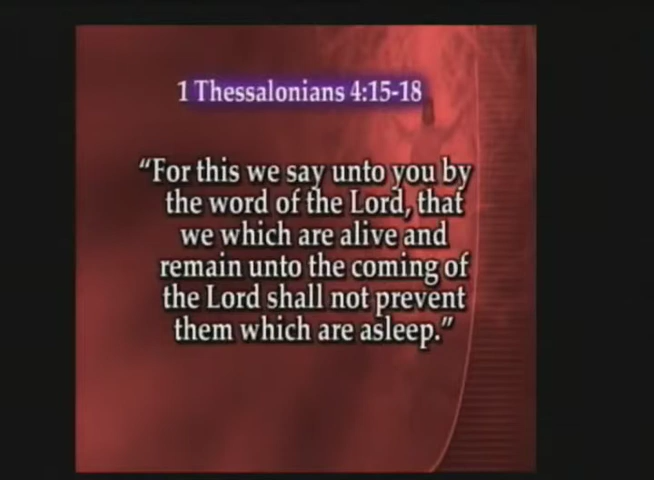 1 Thessalonians 4:15-18
“For this we say unto you by
the word of the Lord, that
we which are alive and
remain unto the coming of
the Lord shall not prevent
them which are asleep.”